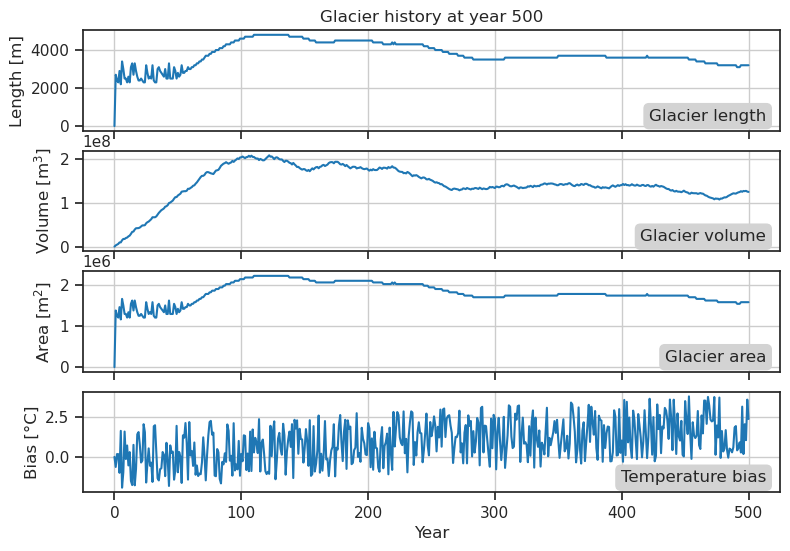 Glacier history at year 500
Length [m]
4000
2000
0
Glacier length
1e8
Volume [m³]
2
1
0
Glacier volume
1e6
Area [m²]
2
1
0
Glacier area
Bias [°C]
2.5
0.0
Temperature bias
0 100 200 300 400 500
Year